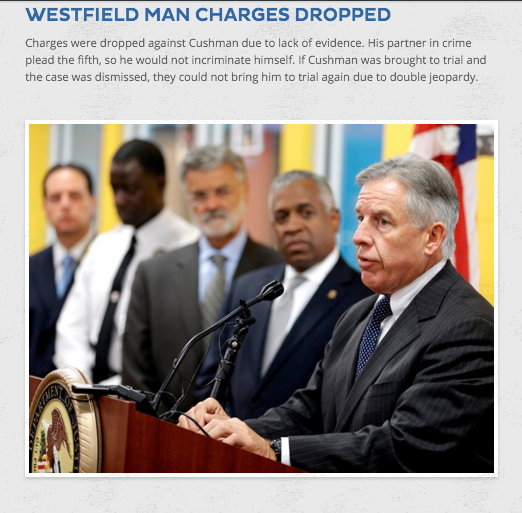 WESTFIELD MAN CHARGES DROPPED
Charges were dropped against Cushman due to lack of evidence. His partner in crime
plead the fifth, so he would not incriminate himself. If Cushman was brought to trial and
the case was dismissed, they could not bring him to trial again due to double jeopardy.